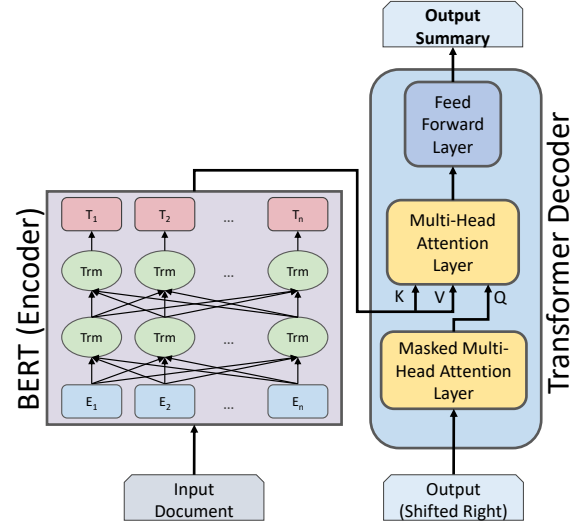 Output
Summary
Feed
Forward
Layer
Transformer Decoder
BERT (Encoder)
T1 T2 ... Tn
Multi-Head
Attention
Layer
Trm Trm ... Trm
K V Q
Trm Trm ... Trm
Masked Multi-
Head Attention
Layer
E1 E2 ... En
Input
Document
Output
(Shifted Right)